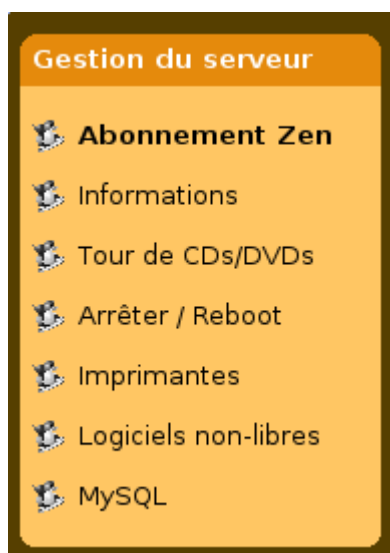 Gestion du serveur
Abonnement Zen
Informations
Tour de CDs/DVDs
Arrêter / Reboot
Imprimantes
Logiciels non-libres
MySQL